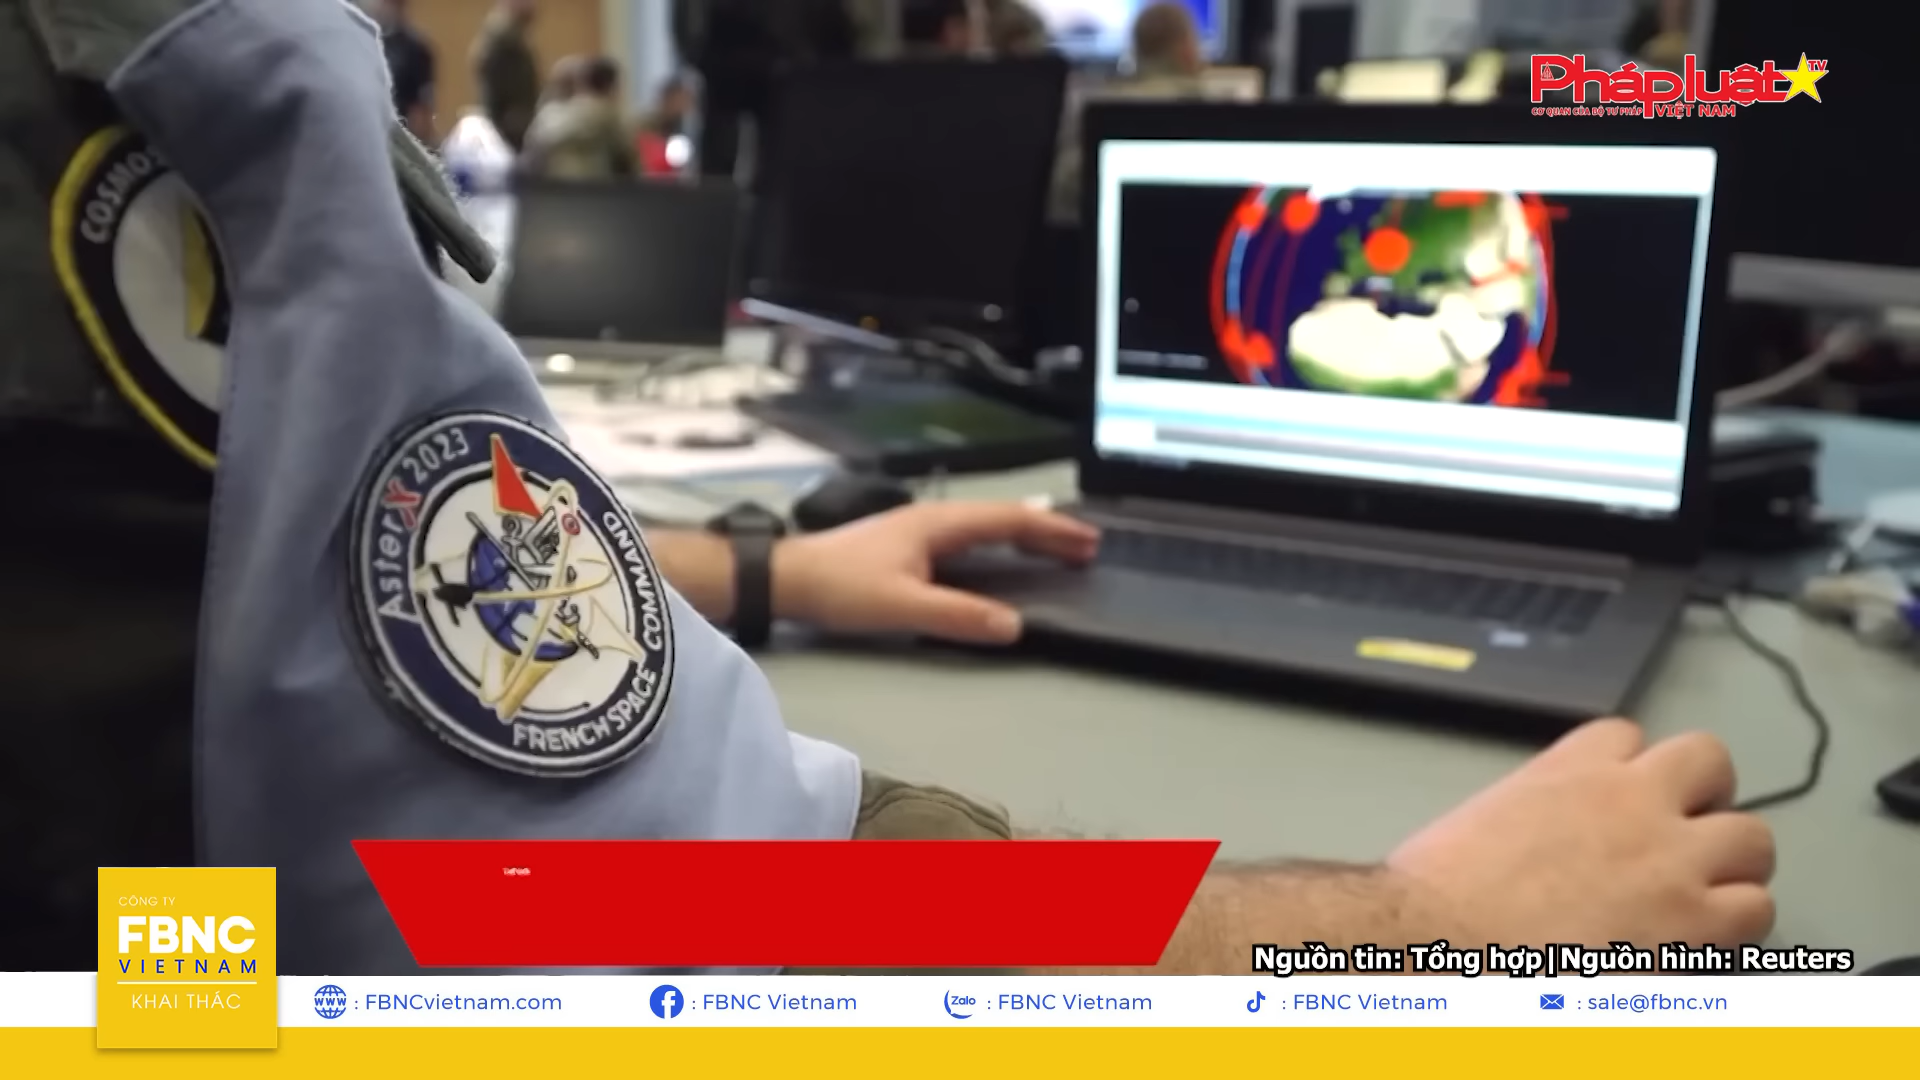 Pháp luật TV
CƠ QUAN CỦA BỘ TƯ PHÁP VIỆT NAM
COSMOS
AsterX 2023
FRENCH SPACE COMMAND
CÔNG TY
FBNC
VIETNAM
KHAI THÁC
Nguồn tin: Tổng hợp|Nguồn hình: Reuters
www : FBNCvietnam.com
: FBNC Vietnam
Zalo : FBNC Vietnam
: FBNC Vietnam
: sale@fbnc.vn